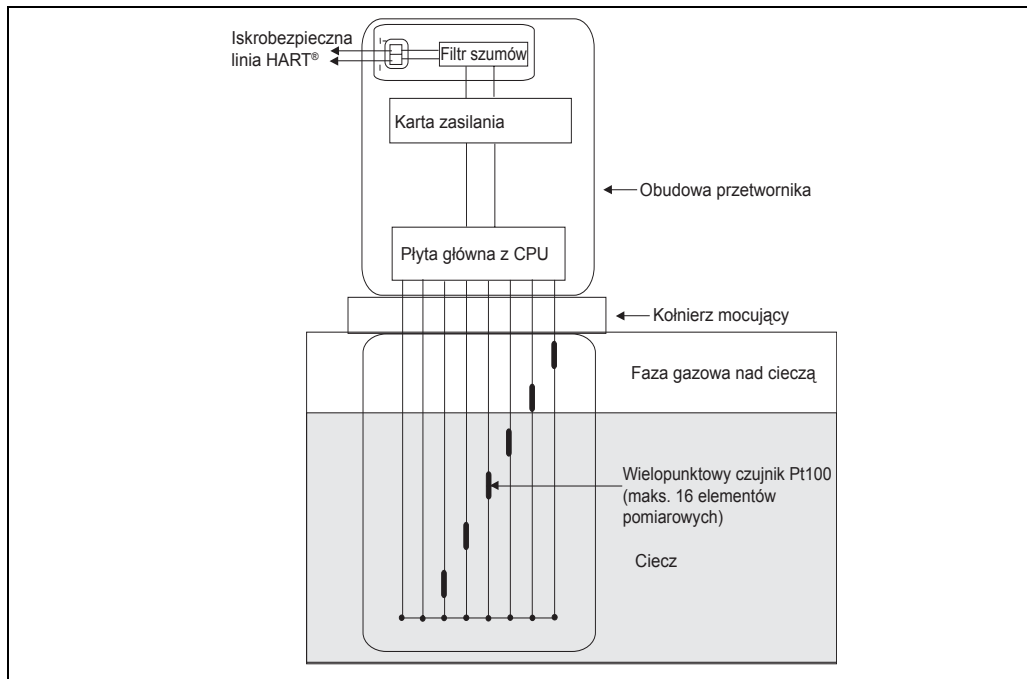 Iskrobezpieczna
linia HART®
Filtr szumów
Karta zasilania
Obudowa przetwornika
Płyta główna z CPU
Kołnierz mocujący
Faza gazowa nad cieczą
Wielopunktowy czujnik Pt100
(maks. 16 elementów
pomiarowych)
Ciecz